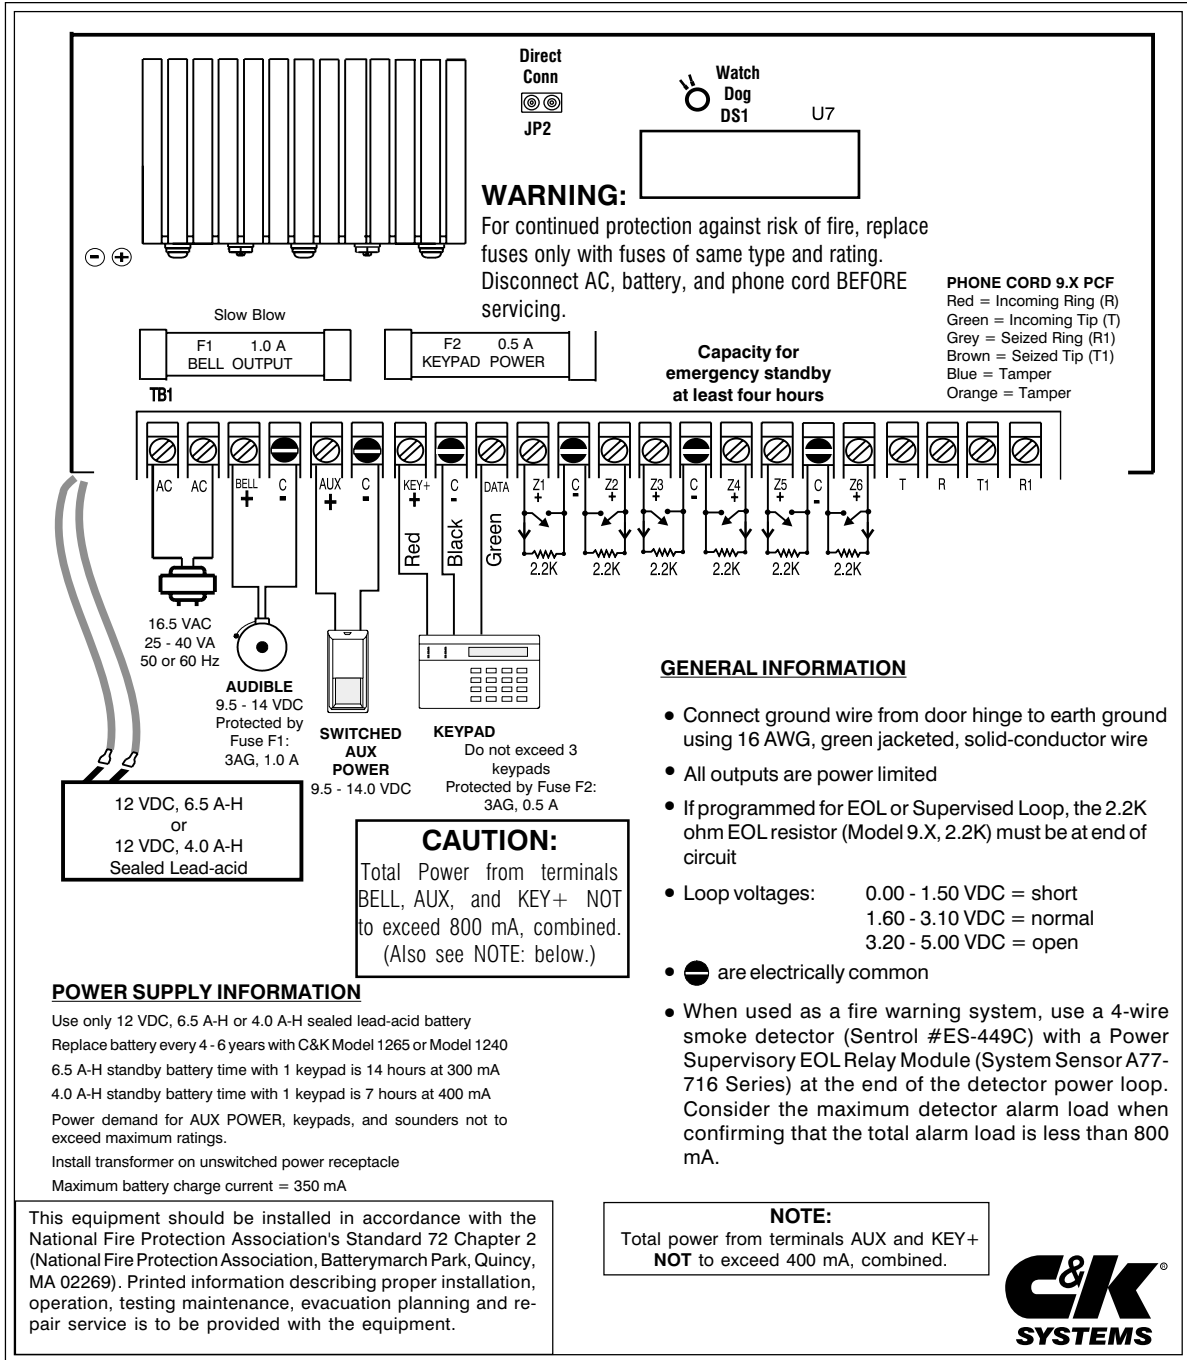 Direct
Conn
JP2
Watch
Dog
DS1
U7
WARNING:
For continued protection against risk of fire, replace
fuses only with fuses of same type and rating.
Disconnect AC, battery, and phone cord BEFORE
servicing.
PHONE CORD 9.X PCF
Red = Incoming Ring (R)
Green = Incoming Tip (T)
Grey = Seized Ring (R1)
Brown = Seized Tip (T1)
Blue = Tamper
Orange = Tamper
- +
Slow Blow
F1 1.0 A
BELL OUTPUT
F2 0.5 A
KEYPAD POWER
Capacity for
emergency standby
at least four hours
TB1
AC AC BELL C AUX C KEY+ C DATA Z1 C Z2 Z3 C Z4 Z5 C Z6 T R T1 R1
+ - + - + - + - + + - + + - +
Red
Black
Green
2.2K 2.2K 2.2K 2.2K 2.2K 2.2K
16.5 VAC
25 - 40 VA
50 or 60 Hz
AUDIBLE
9.5 - 14 VDC
Protected by
Fuse F1:
3AG, 1.0 A
SWITCHED
AUX
POWER
9.5 - 14.0 VDC
KEYPAD
Do not exceed 3
keypads
Protected by Fuse F2:
3AG, 0.5 A
12 VDC, 6.5 A-H
or
12 VDC, 4.0 A-H
Sealed Lead-acid
CAUTION:
Total Power from terminals
BELL, AUX, and KEY+ NOT
to exceed 800 mA, combined.
(Also see NOTE: below.)
GENERAL INFORMATION
• Connect ground wire from door hinge to earth ground
using 16 AWG, green jacketed, solid-conductor wire
• All outputs are power limited
• If programmed for EOL or Supervised Loop, the 2.2K
ohm EOL resistor (Model 9.X, 2.2K) must be at end of
circuit
• Loop voltages: 0.00 - 1.50 VDC = short
1.60 - 3.10 VDC = normal
3.20 - 5.00 VDC = open
• are electrically common
• When used as a fire warning system, use a 4-wire
smoke detector (Sentrol #ES-449C) with a Power
Supervisory EOL Relay Module (System Sensor A77-
716 Series) at the end of the detector power loop.
Consider the maximum detector alarm load when
confirming that the total alarm load is less than 800
mA.
POWER SUPPLY INFORMATION
Use only 12 VDC, 6.5 A-H or 4.0 A-H sealed lead-acid battery
Replace battery every 4 - 6 years with C&K Model 1265 or Model 1240
6.5 A-H standby battery time with 1 keypad is 14 hours at 300 mA
4.0 A-H standby battery time with 1 keypad is 7 hours at 400 mA
Power demand for AUX POWER, keypads, and sounders not to
exceed maximum ratings.
Install transformer on unswitched power receptacle
Maximum battery charge current = 350 mA
This equipment should be installed in accordance with the
National Fire Protection Association's Standard 72 Chapter 2
(National Fire Protection Association, Batterymarch Park, Quincy,
MA 02269). Printed information describing proper installation,
operation, testing maintenance, evacuation planning and re-
pair service is to be provided with the equipment.
NOTE:
Total power from terminals AUX and KEY+
NOT to exceed 400 mA, combined.
C&K®
SYSTEMS